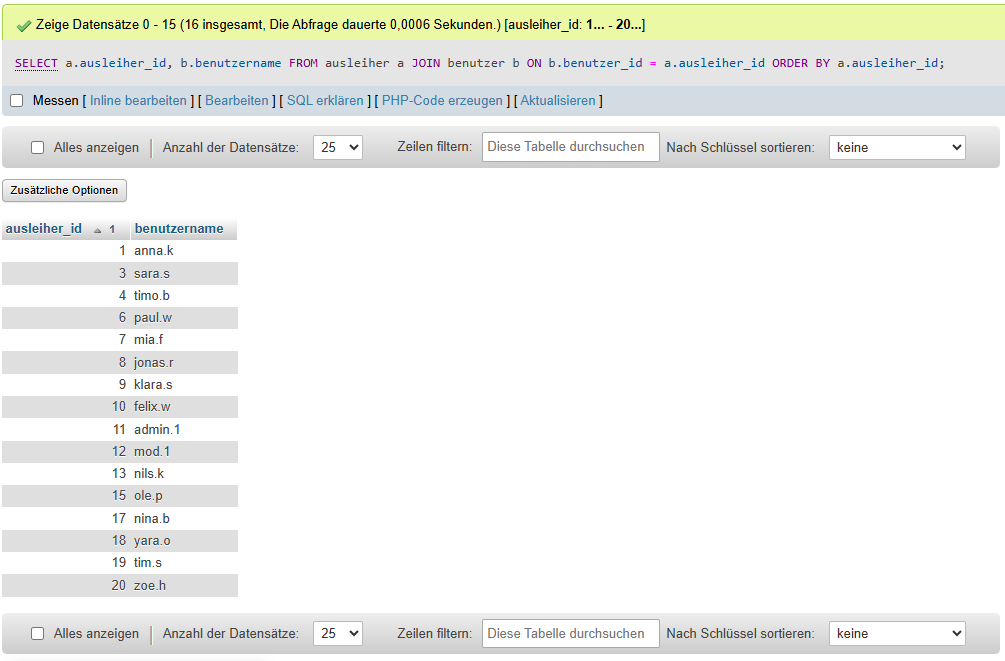 Zeige Datensätze 0 - 15 (16 insgesamt, Die Abfrage dauerte 0,0006 Sekunden.) [ausleiher_id: 1... - 20...]
SELECT a.ausleiher_id, b.benutzername FROM ausleiher a JOIN benutzer b ON b.benutzer_id = a.ausleiher_id ORDER BY a.ausleiher_id;
Messen [ Inline bearbeiten ] [ Bearbeiten ] [ SQL erklären ] [ PHP-Code erzeugen ] [ Aktualisieren ]
Alles anzeigen | Anzahl der Datensätze: 25 Zeilen filtern: Diese Tabelle durchsuchen Nach Schlüssel sortieren: keine
Zusätzliche Optionen
ausleiher_id 1 benutzername
1 anna.k
3 sara.s
4 timo.b
6 paul.w
7 mia.f
8 jonas.r
9 klara.s
10 felix.w
11 admin.1
12 mod.1
13 nils.k
15 ole.p
17 nina.b
18 yara.o
19 tim.s
20 zoe.h
Alles anzeigen | Anzahl der Datensätze: 25 Zeilen filtern: Diese Tabelle durchsuchen Nach Schlüssel sortieren: keine